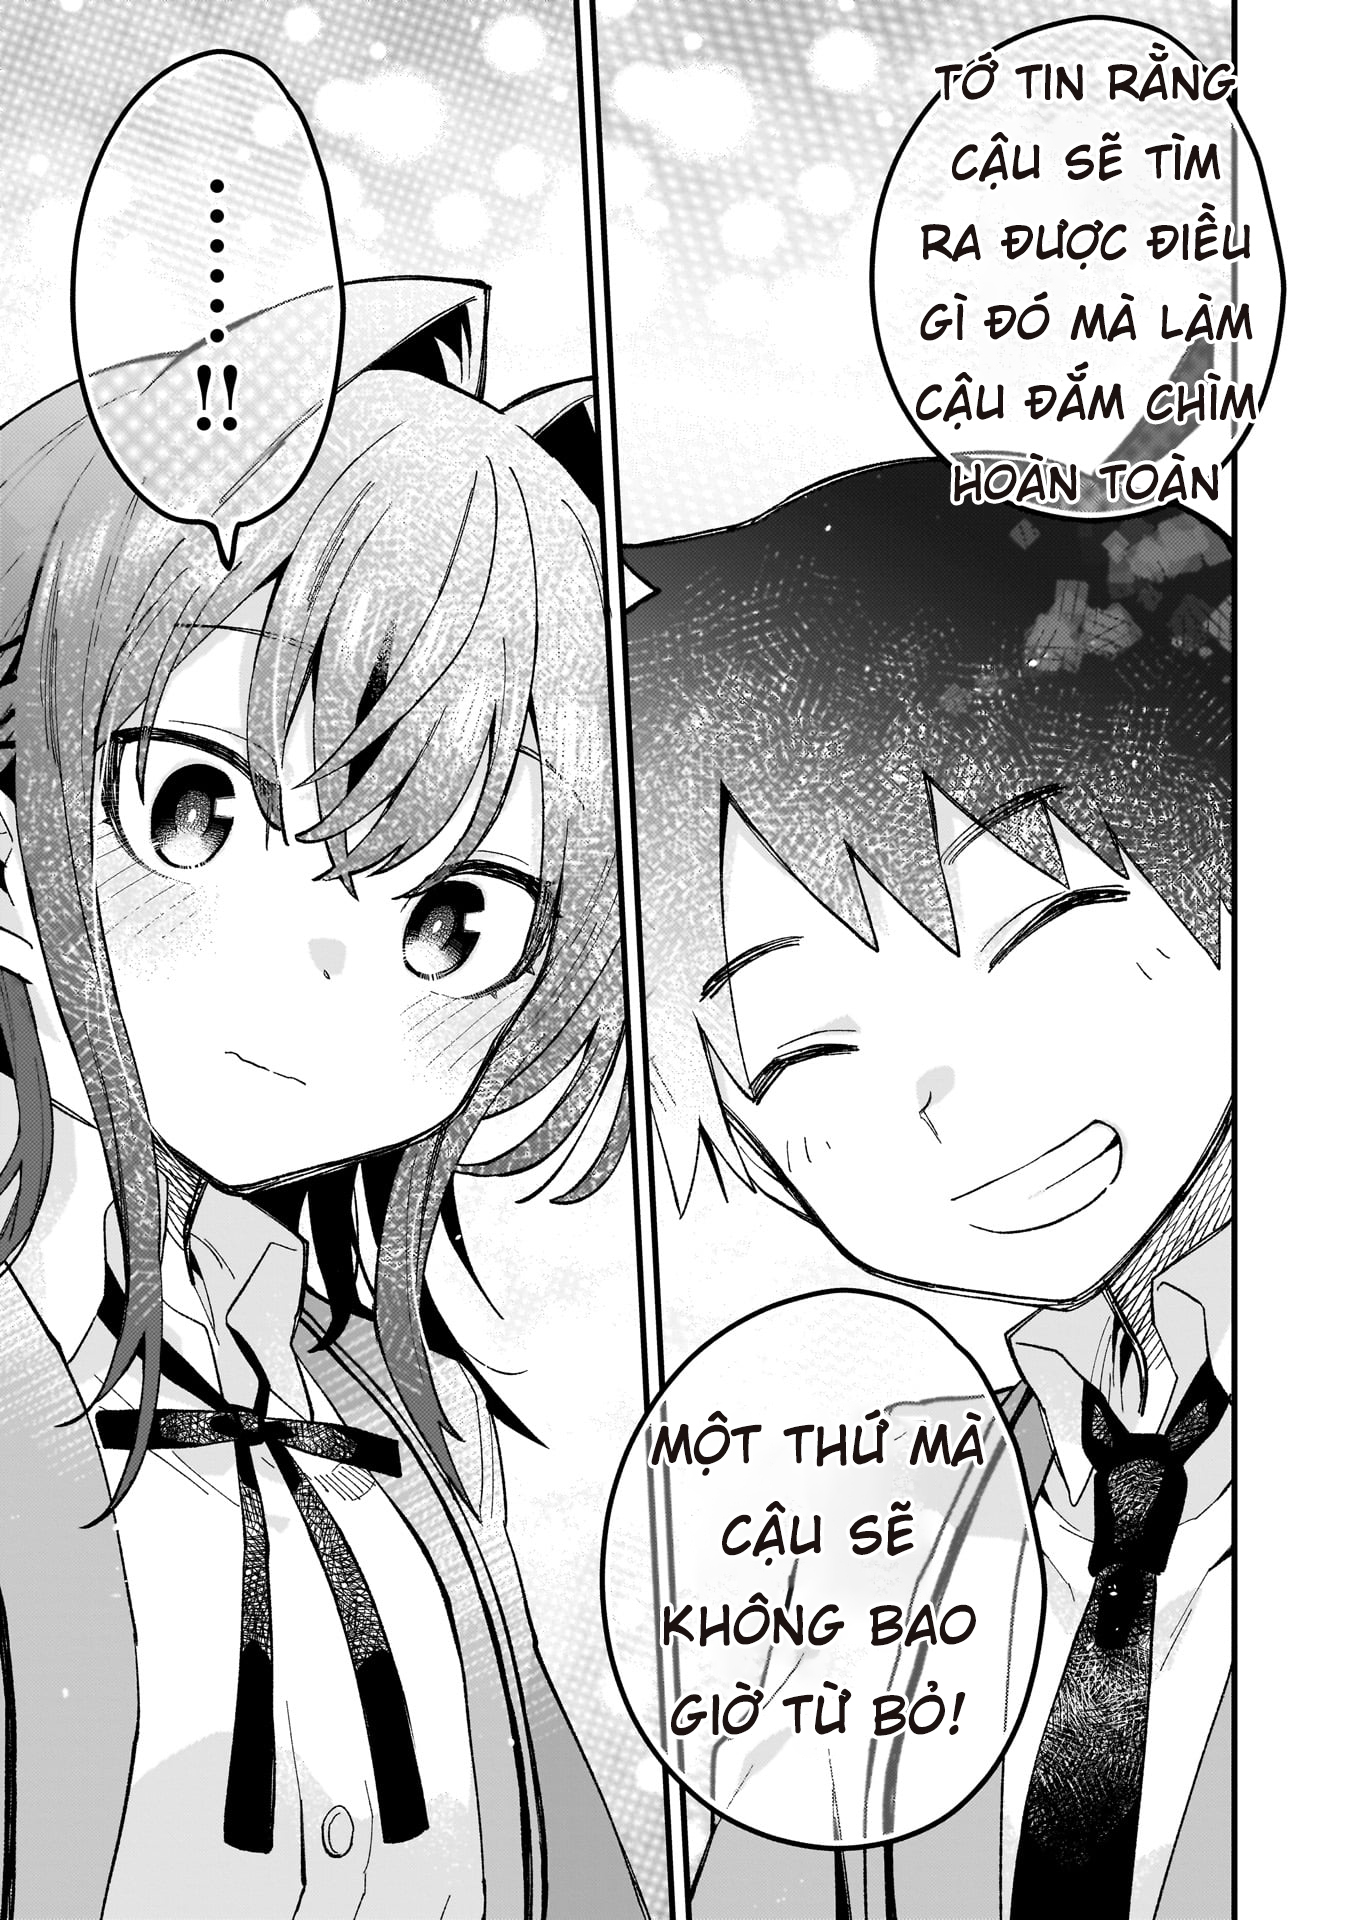 TỚ TIN RẰNG
CẬU SẼ TÌM
RA ĐƯỢC ĐIỀU
GÌ ĐÓ MÀ LÀM
CẬU ĐẮM CHÌM
HOÀN TOÀN
MỘT THỨ MÀ
CẬU SẼ
KHÔNG BAO
GIỜ TỪ BỎ!
.........!!